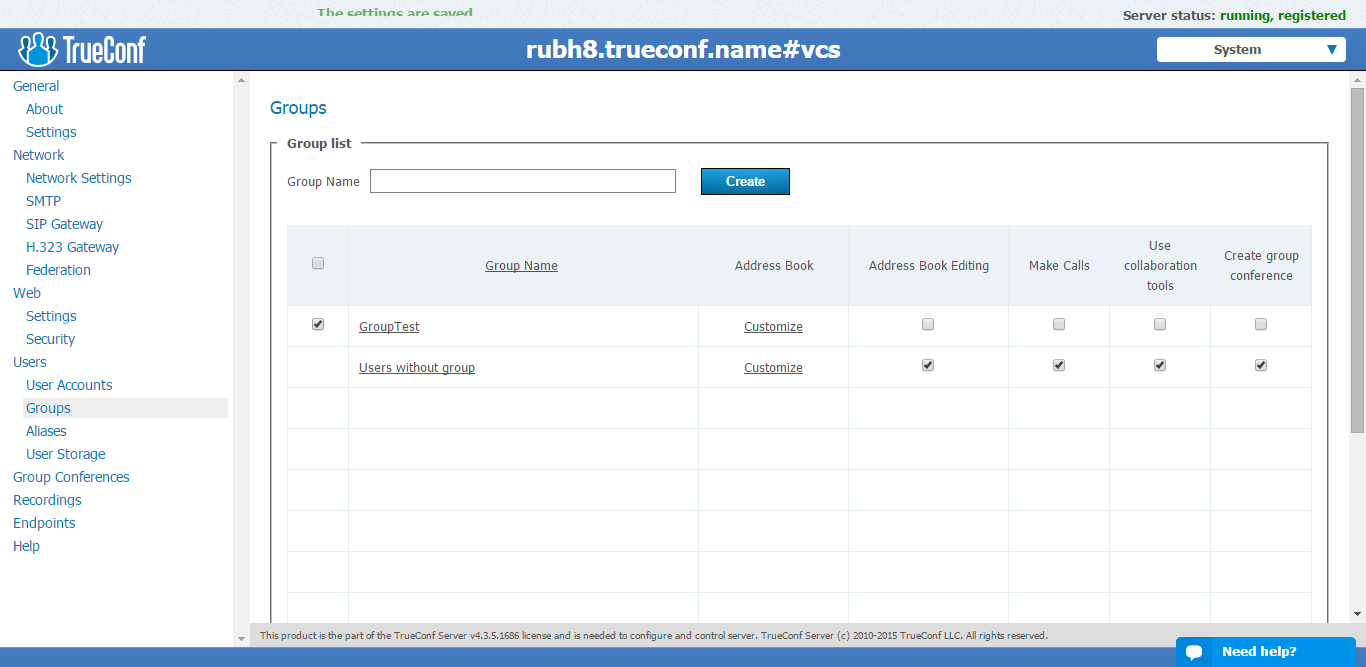 The settings are saved
Server status: running, registered
TrueConf
rubh8.trueconf.name#vcs
System
General
About
Settings
Network
Network Settings
SMTP
SIP Gateway
H.323 Gateway
Federation
Web
Settings
Security
Users
User Accounts
Groups
Aliases
User Storage
Group Conferences
Recordings
Endpoints
Help
Groups
Group list
Group Name
Create
Group Name
Address Book
Address Book Editing
Make Calls
Use
collaboration
tools
Create group
conference
GroupTest
Customize
Users without group
Customize
This product is the part of the TrueConf Server v4.3.5.1686 license and is needed to configure and control server. TrueConf Server (c) 2010-2015 TrueConf LLC. All rights reserved.
Need help?